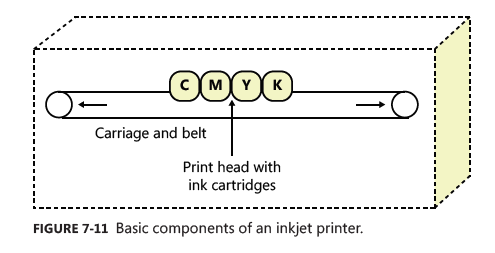 C M Y K
Carriage and belt
Print head with
ink cartridges
FIGURE 7-11 Basic components of an inkjet printer.